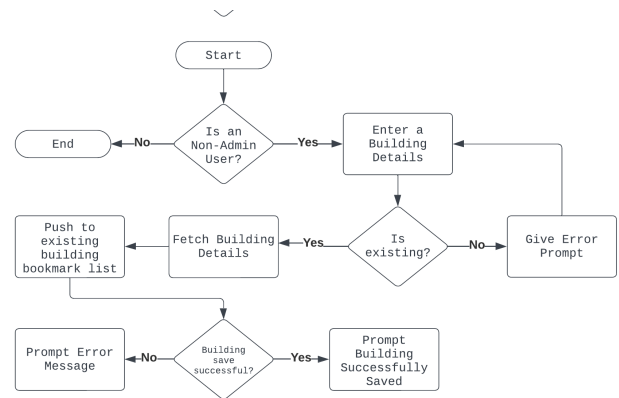 Start
Is an
Non-Admin
User?
No
End
Yes
Enter a
Building
Details
Is
existing?
No
Give Error
Prompt
Yes
Fetch Building
Details
Push to
existing
building
bookmark list
Building
save
successful?
No
Prompt Error
Message
Yes
Prompt
Building
Successfully
Saved